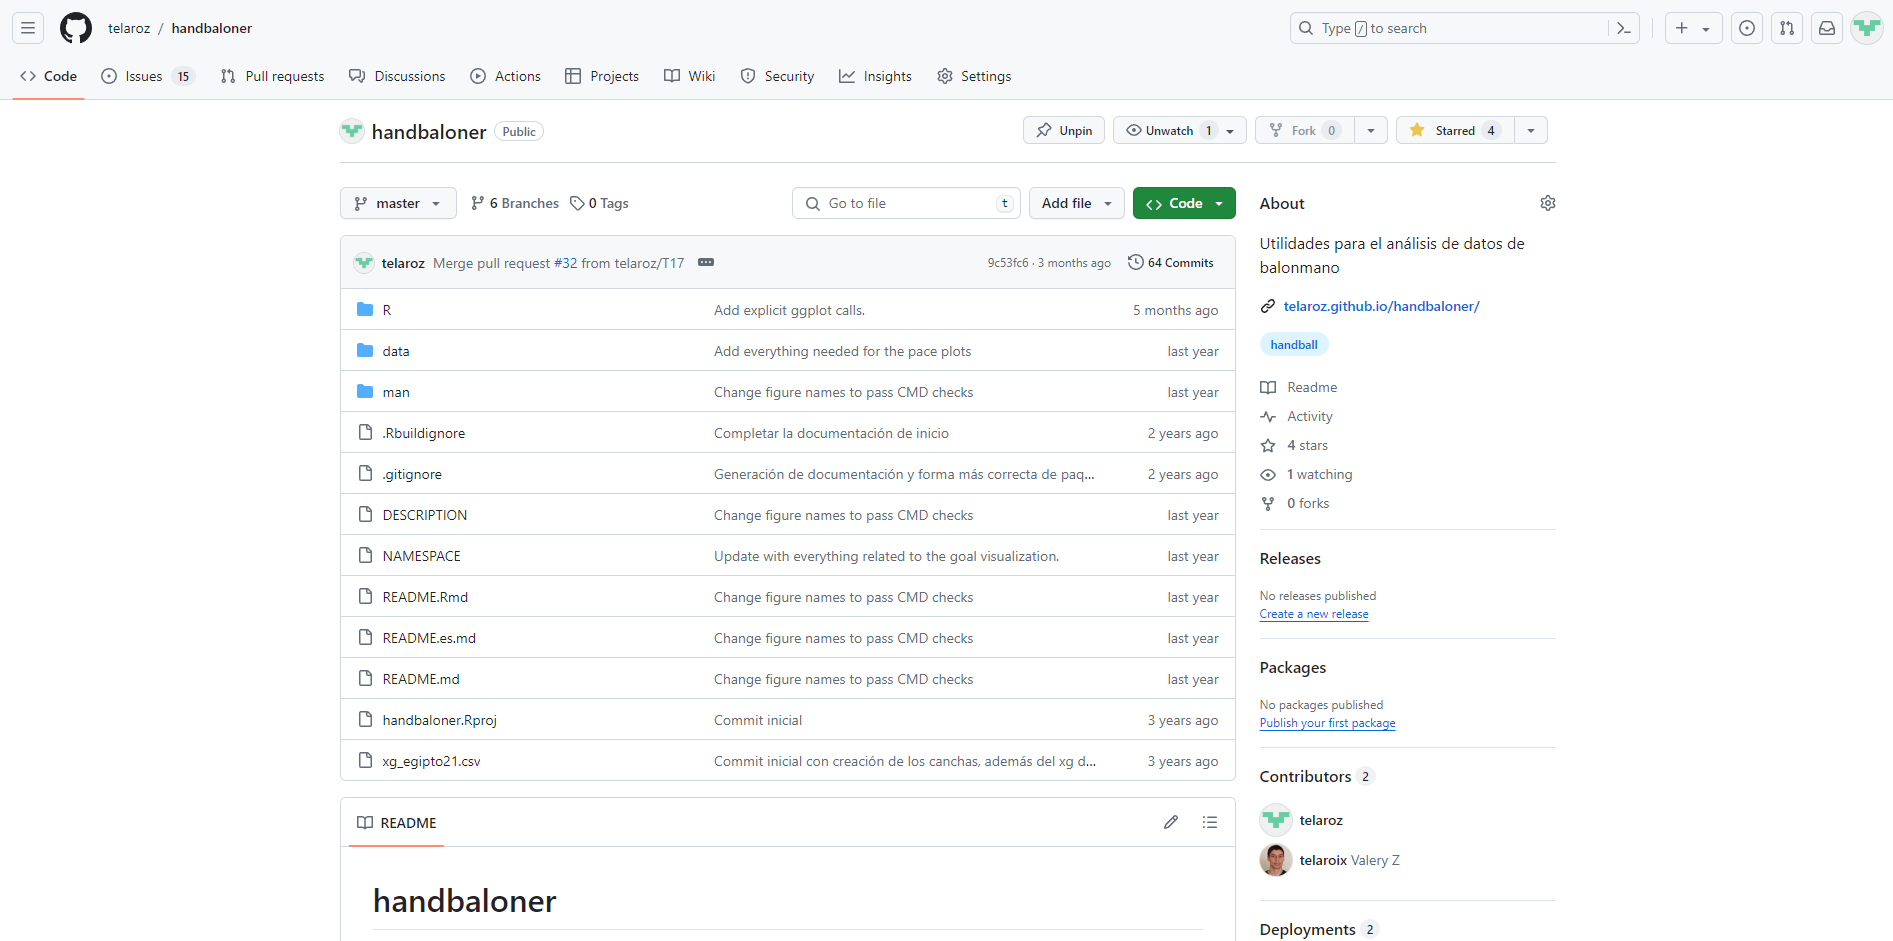 telaroz / handbaloner
Type / to search
Code
Issues 15
Pull requests
Discussions
Actions
Projects
Wiki
Security
Insights
Settings
handbaloner Public
Unpin
Unwatch 1
Fork 0
Starred 4
master
6 Branches
0 Tags
Go to file t
Add file
Code
telaroz Merge pull request #32 from telaroz/T17
9c53fc6 · 3 months ago
64 Commits
R Add explicit ggplot calls. 5 months ago
data Add everything needed for the pace plots last year
man Change figure names to pass CMD checks last year
.Rbuildignore Completar la documentación de inicio 2 years ago
.gitignore Generación de documentación y forma más correcta de paq... 2 years ago
DESCRIPTION Change figure names to pass CMD checks last year
NAMESPACE Update with everything related to the goal visualization. last year
README.Rmd Change figure names to pass CMD checks last year
README.es.md Change figure names to pass CMD checks last year
README.md Change figure names to pass CMD checks last year
handbaloner.Rproj Commit inicial 3 years ago
xg_egipto21.csv Commit inicial con creación de los canchas, además del xg d... 3 years ago
README
handbaloner
About
Utilidades para el análisis de datos de
balonmano
telaroz.github.io/handbaloner/
handball
Readme
Activity
4 stars
1 watching
0 forks
Releases
No releases published
Create a new release
Packages
No packages published
Publish your first package
Contributors 2
telaroz
telaroix Valery Z
Deployments 2